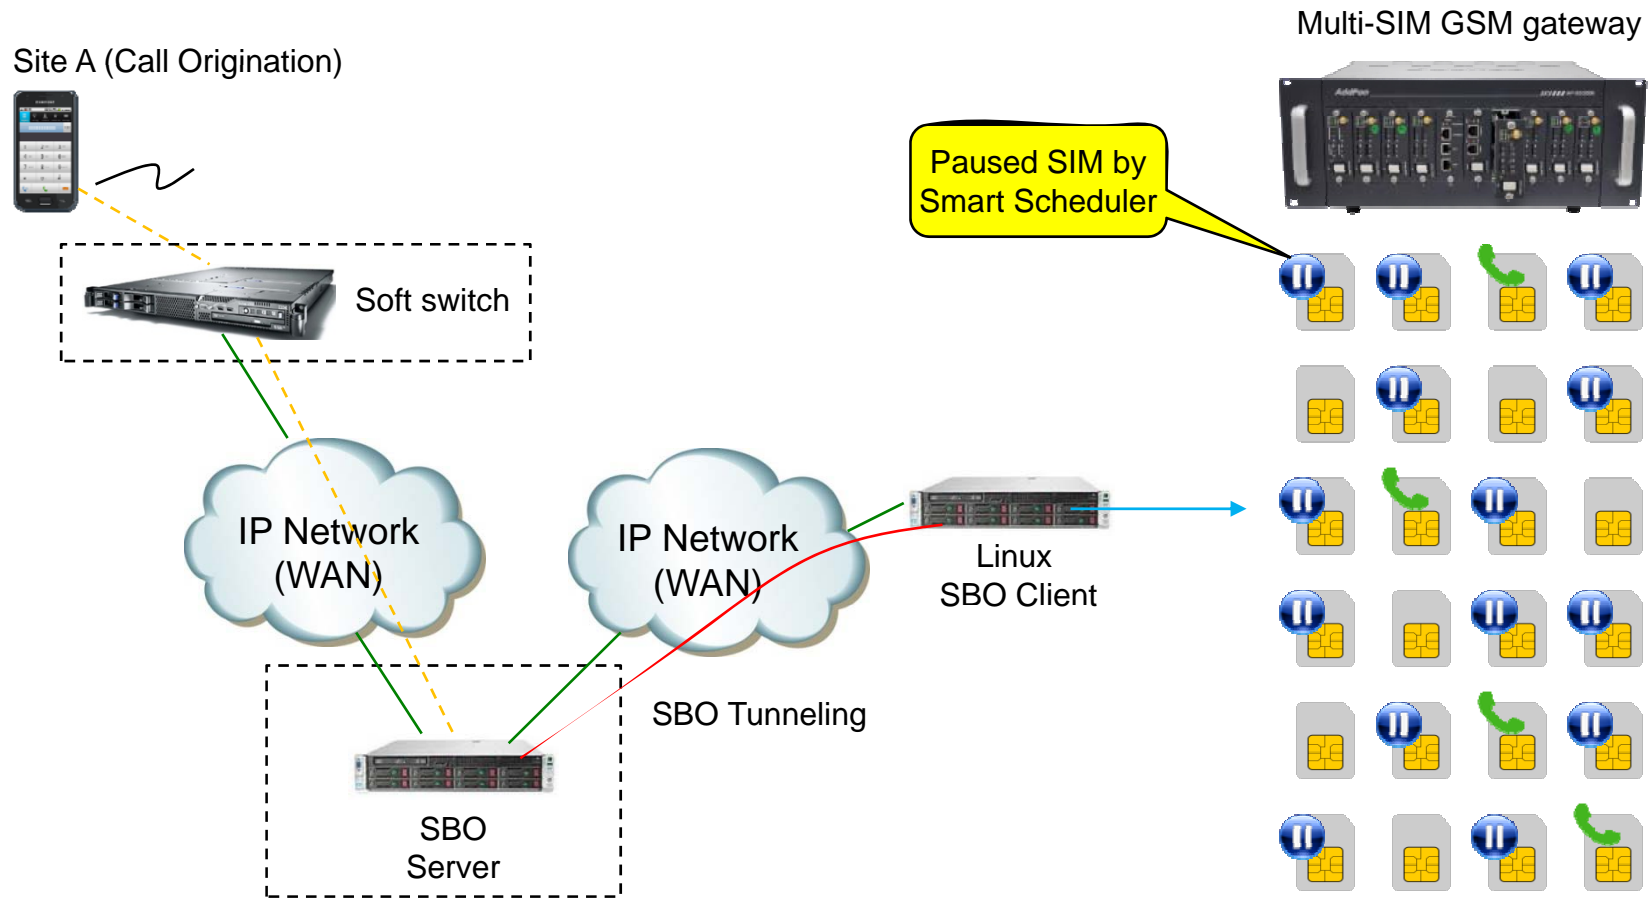 Multi-SIM GSM gateway
Site A (Call Origination)
AddPac
Paused SIM by
Smart Scheduler
Soft switch
IP Network
(WAN)
IP Network
(WAN)
Linux
SBO Client
SBO Tunneling
SBO
Server